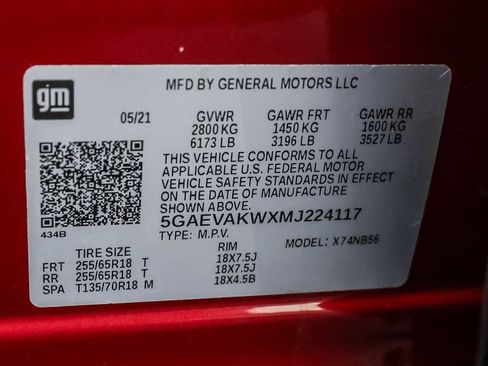 gm
MFD BY GENERAL MOTORS LLC
05/21 GVWR GAWR FRT GAWR RR
2800 KG 1450 KG 1600 KG
6173 LB 3196 LB 3527 LB
THIS VEHICLE CONFORMS TO ALL
APPLICABLE U.S. FEDERAL MOTOR
VEHICLE SAFETY STANDARDS IN EFFECT
ON THE DATE OF MANUFACTURE
SHOWN ABOVE.
5GAEVAKWXMJ224117
434B TYPE: M.P.V. MODEL: X74NB56
TIRE SIZE RIM
FRT 255/65R18 T 18X7.5J
RR 255/65R18 T 18X7.5J
SPA T135/70R18 M 18X4.5B